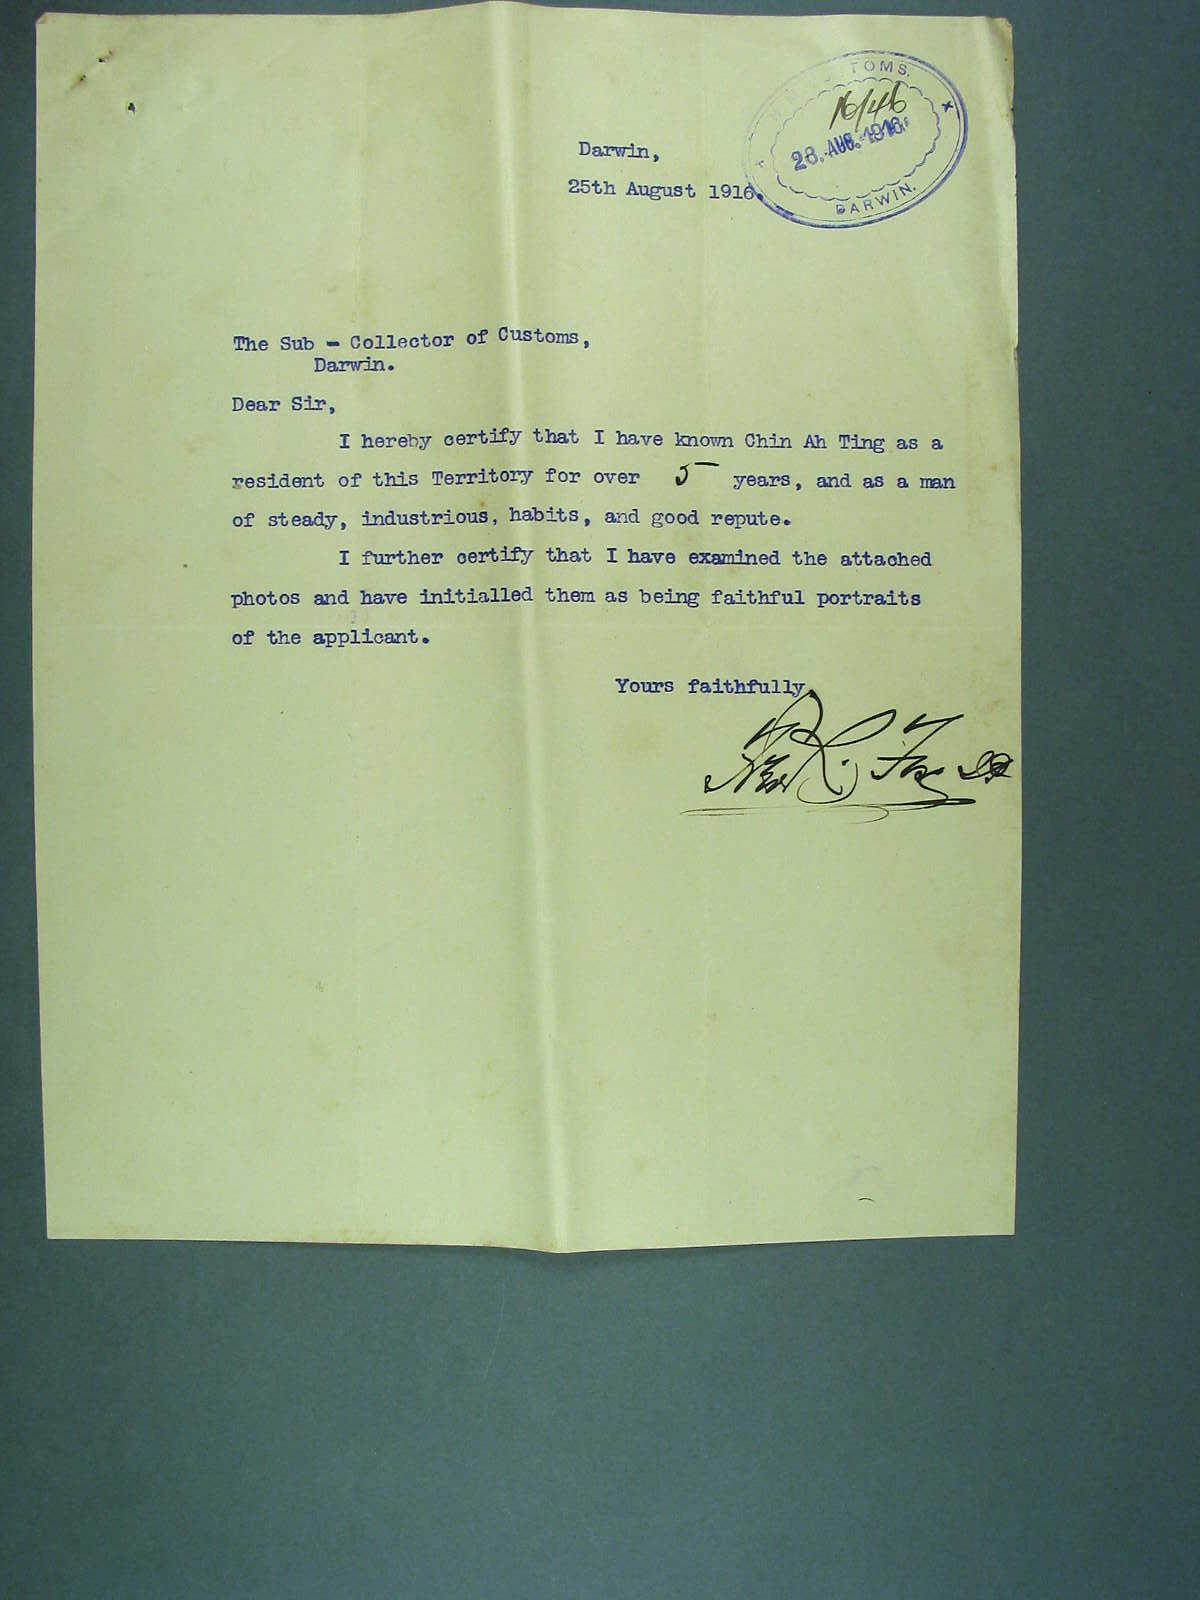 TOMS.
16/46
28. AUG. 1916.
DARWIN.
Darwin,
25th August 1916.
The Sub - Collector of Customs,
Darwin.
Dear Sir,
I hereby certify that I have known Chin Ah Ting as a
resident of this Territory for over 5 years, and as a man
of steady, industrious, habits, and good repute.
I further certify that I have examined the attached
photos and have initialled them as being faithful portraits
of the applicant.
Yours faithfully,